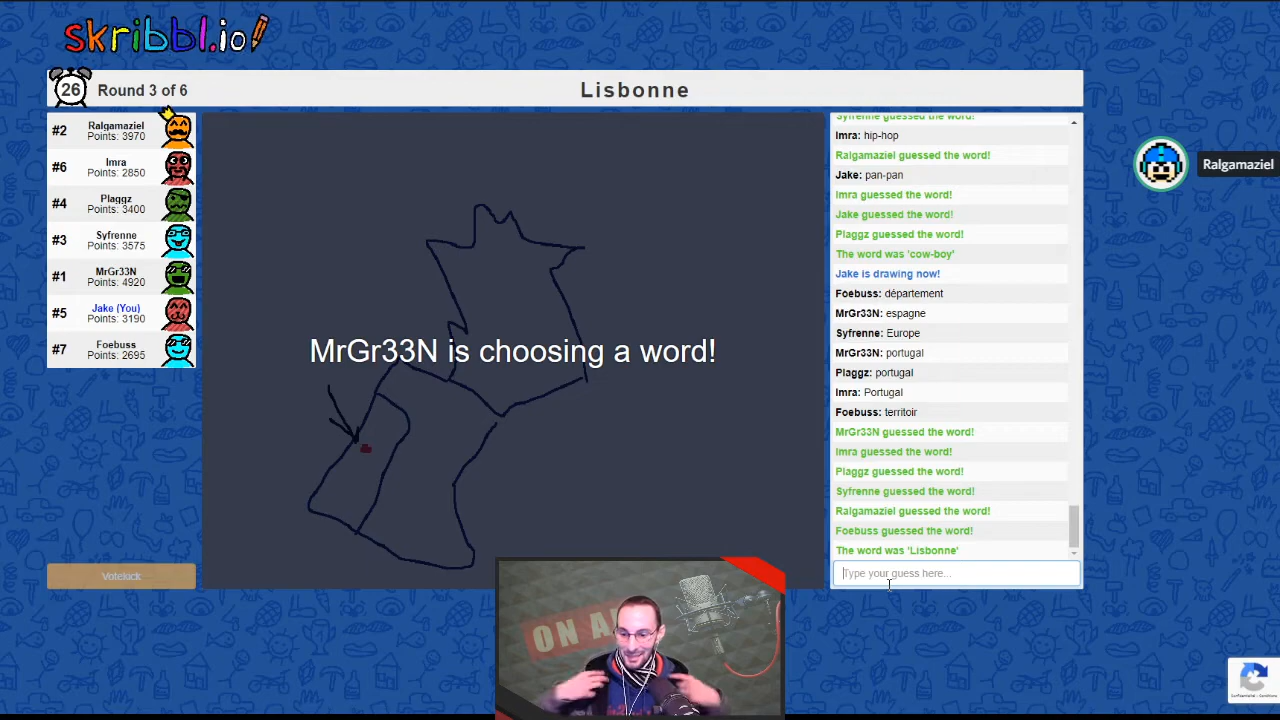 skribbl.io!
26
Round 3 of 6
Lisbonne
#2
Ralgamaziel
Points: 3970
#6
Imra
Points: 2850
#4
Plaggz
Points: 3400
#3
Syfrenne
Points: 3575
#1
MrGr33N
Points: 4920
#5
Jake (You)
Points: 3190
#7
Foebuss
Points: 2695
Votekick
MrGr33N is choosing a word!
Syfrenne guessed the word!
Imra: hip-hop
Ralgamaziel guessed the word!
Jake: pan-pan
Imra guessed the word!
Jake guessed the word!
Plaggz guessed the word!
The word was 'cow-boy'
Jake is drawing now!
Foebuss: département
MrGr33N: espagne
Syfrenne: Europe
MrGr33N: portugal
Plaggz: portugal
Imra: Portugal
Foebuss: territoir
MrGr33N guessed the word!
Imra guessed the word!
Plaggz guessed the word!
Syfrenne guessed the word!
Ralgamaziel guessed the word!
Foebuss guessed the word!
The word was 'Lisbonne'
Type your guess here...
Ralgamaziel
ON A